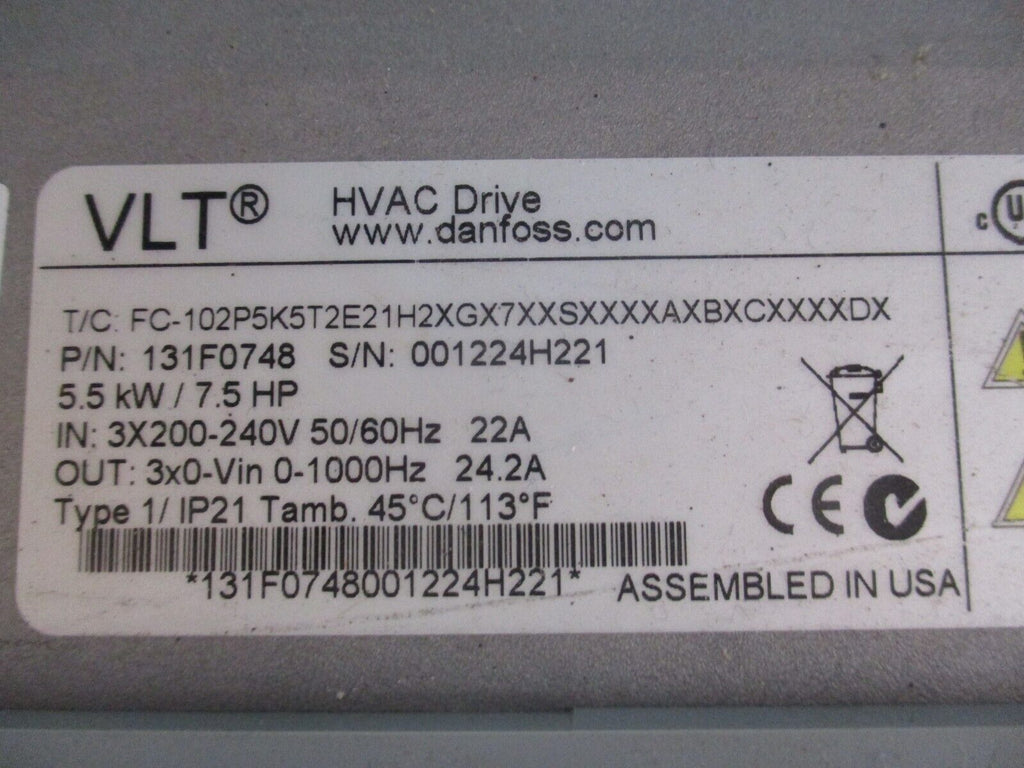 VLT® HVAC Drive
www.danfoss.com
T/C: FC-102P5K5T2E21H2XGX7XXSXXXXAXBXCXXXXDX
P/N: 131F0748 S/N: 001224H221
5.5 kW / 7.5 HP
IN: 3X200-240V 50/60Hz 22A
OUT: 3x0-Vin 0-1000Hz 24.2A
Type 1/ IP21 Tamb. 45°C/113°F
CE
*131F0748001224H221* ASSEMBLED IN USA
c U